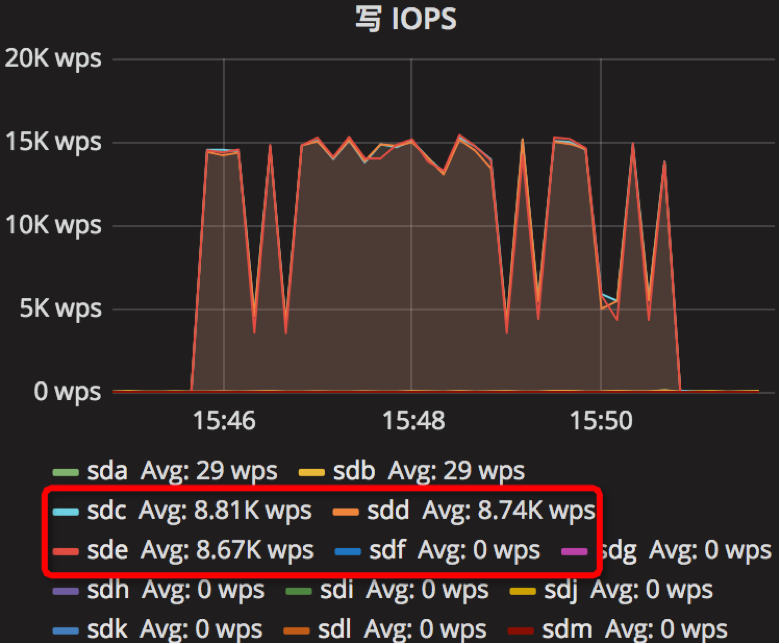 写 IOPS
20K wps
15K wps
10K wps
5K wps
0 wps
15:46 15:48 15:50
sda Avg: 29 wps sdb Avg: 29 wps
sdc Avg: 8.81K wps sdd Avg: 8.74K wps
sde Avg: 8.67K wps sdf Avg: 0 wps sdg Avg: 0 wps
sdh Avg: 0 wps sdi Avg: 0 wps sdj Avg: 0 wps
sdk Avg: 0 wps sdl Avg: 0 wps sdm Avg: 0 wps